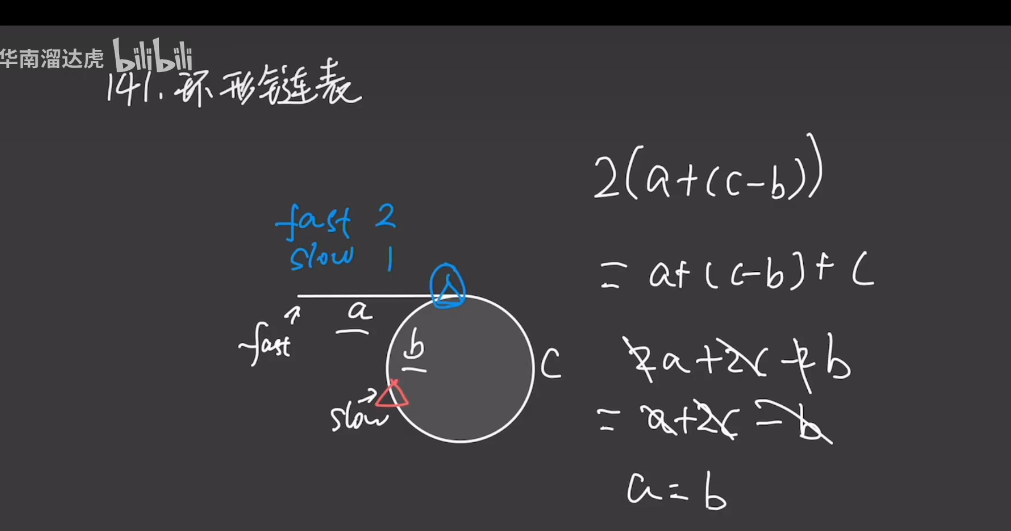 华南溜达虎 bilibili
141.环形链表
2(a+(c-b))
fast 2
slow 1
= a+(c-b)+c
a
fast
b
c
2a+2c-2b
slow
= a+2c-b
a=b